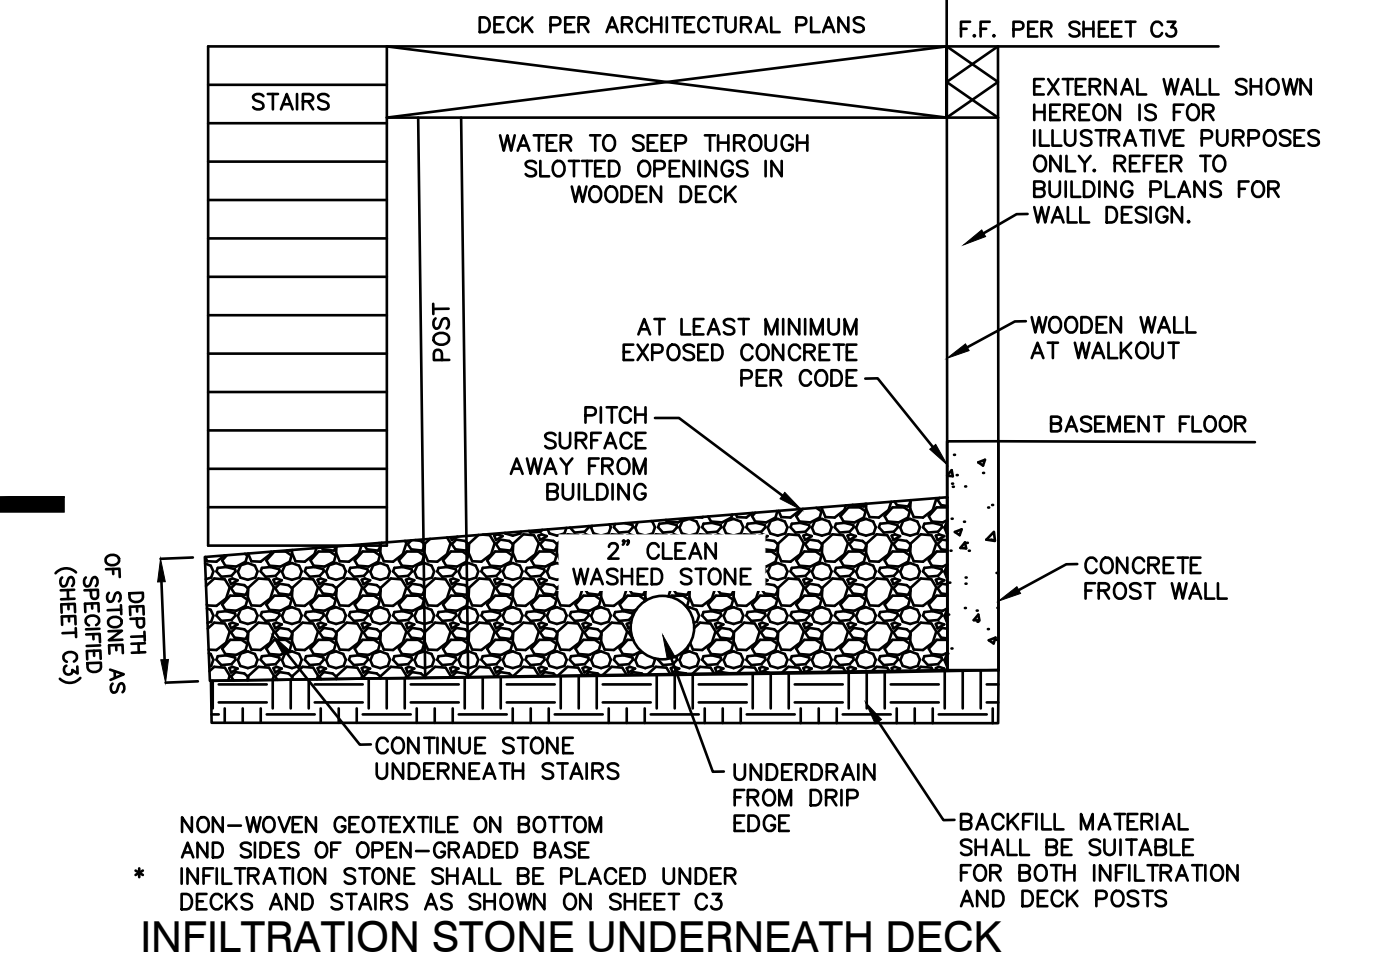 DECK PER ARCHITECTURAL PLANS
F.F. PER SHEET C3
STAIRS
EXTERNAL WALL SHOWN
HEREON IS FOR
ILLUSTRATIVE PURPOSES
ONLY. REFER TO
BUILDING PLANS FOR
WALL DESIGN.
WATER TO SEEP THROUGH
SLOTTED OPENINGS IN
WOODEN DECK
POST
AT LEAST MINIMUM
EXPOSED CONCRETE
PER CODE
WOODEN WALL
AT WALKOUT
PITCH
SURFACE
AWAY FROM
BUILDING
BASEMENT FLOOR
2" CLEAN
WASHED STONE
CONCRETE
FROST WALL
DEPTH
OF STONE AS
SPECIFIED
(SHEET C3)
CONTINUE STONE
UNDERNEATH STAIRS
UNDERDRAIN
FROM DRIP
EDGE
BACKFILL MATERIAL
SHALL BE SUITABLE
FOR BOTH INFILTRATION
AND DECK POSTS
NON-WOVEN GEOTEXTILE ON BOTTOM
AND SIDES OF OPEN-GRADED BASE
* INFILTRATION STONE SHALL BE PLACED UNDER
DECKS AND STAIRS AS SHOWN ON SHEET C3
INFILTRATION STONE UNDERNEATH DECK